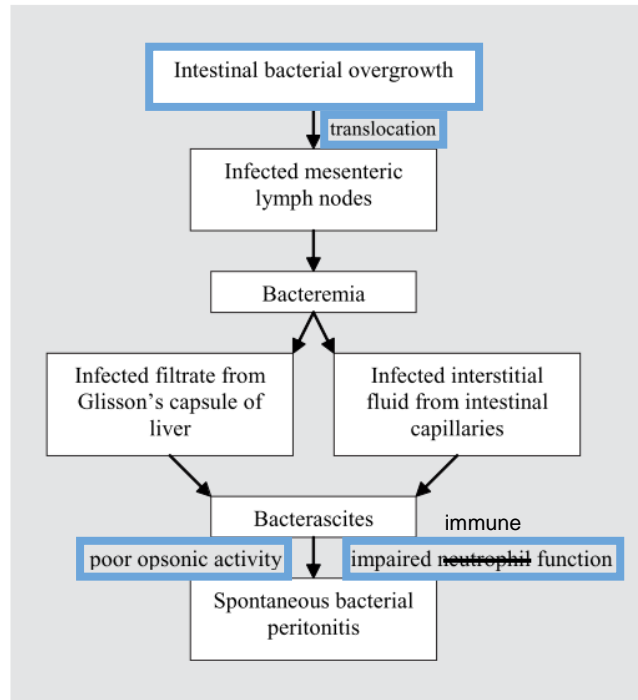 Intestinal bacterial overgrowth
translocation
Infected mesenteric
lymph nodes
Bacteremia
Infected filtrate from
Glisson's capsule of
liver
Infected interstitial
fluid from intestinal
capillaries
Bacterascites
immune
poor opsonic activity
impaired neutrophil function
Spontaneous bacterial
peritonitis